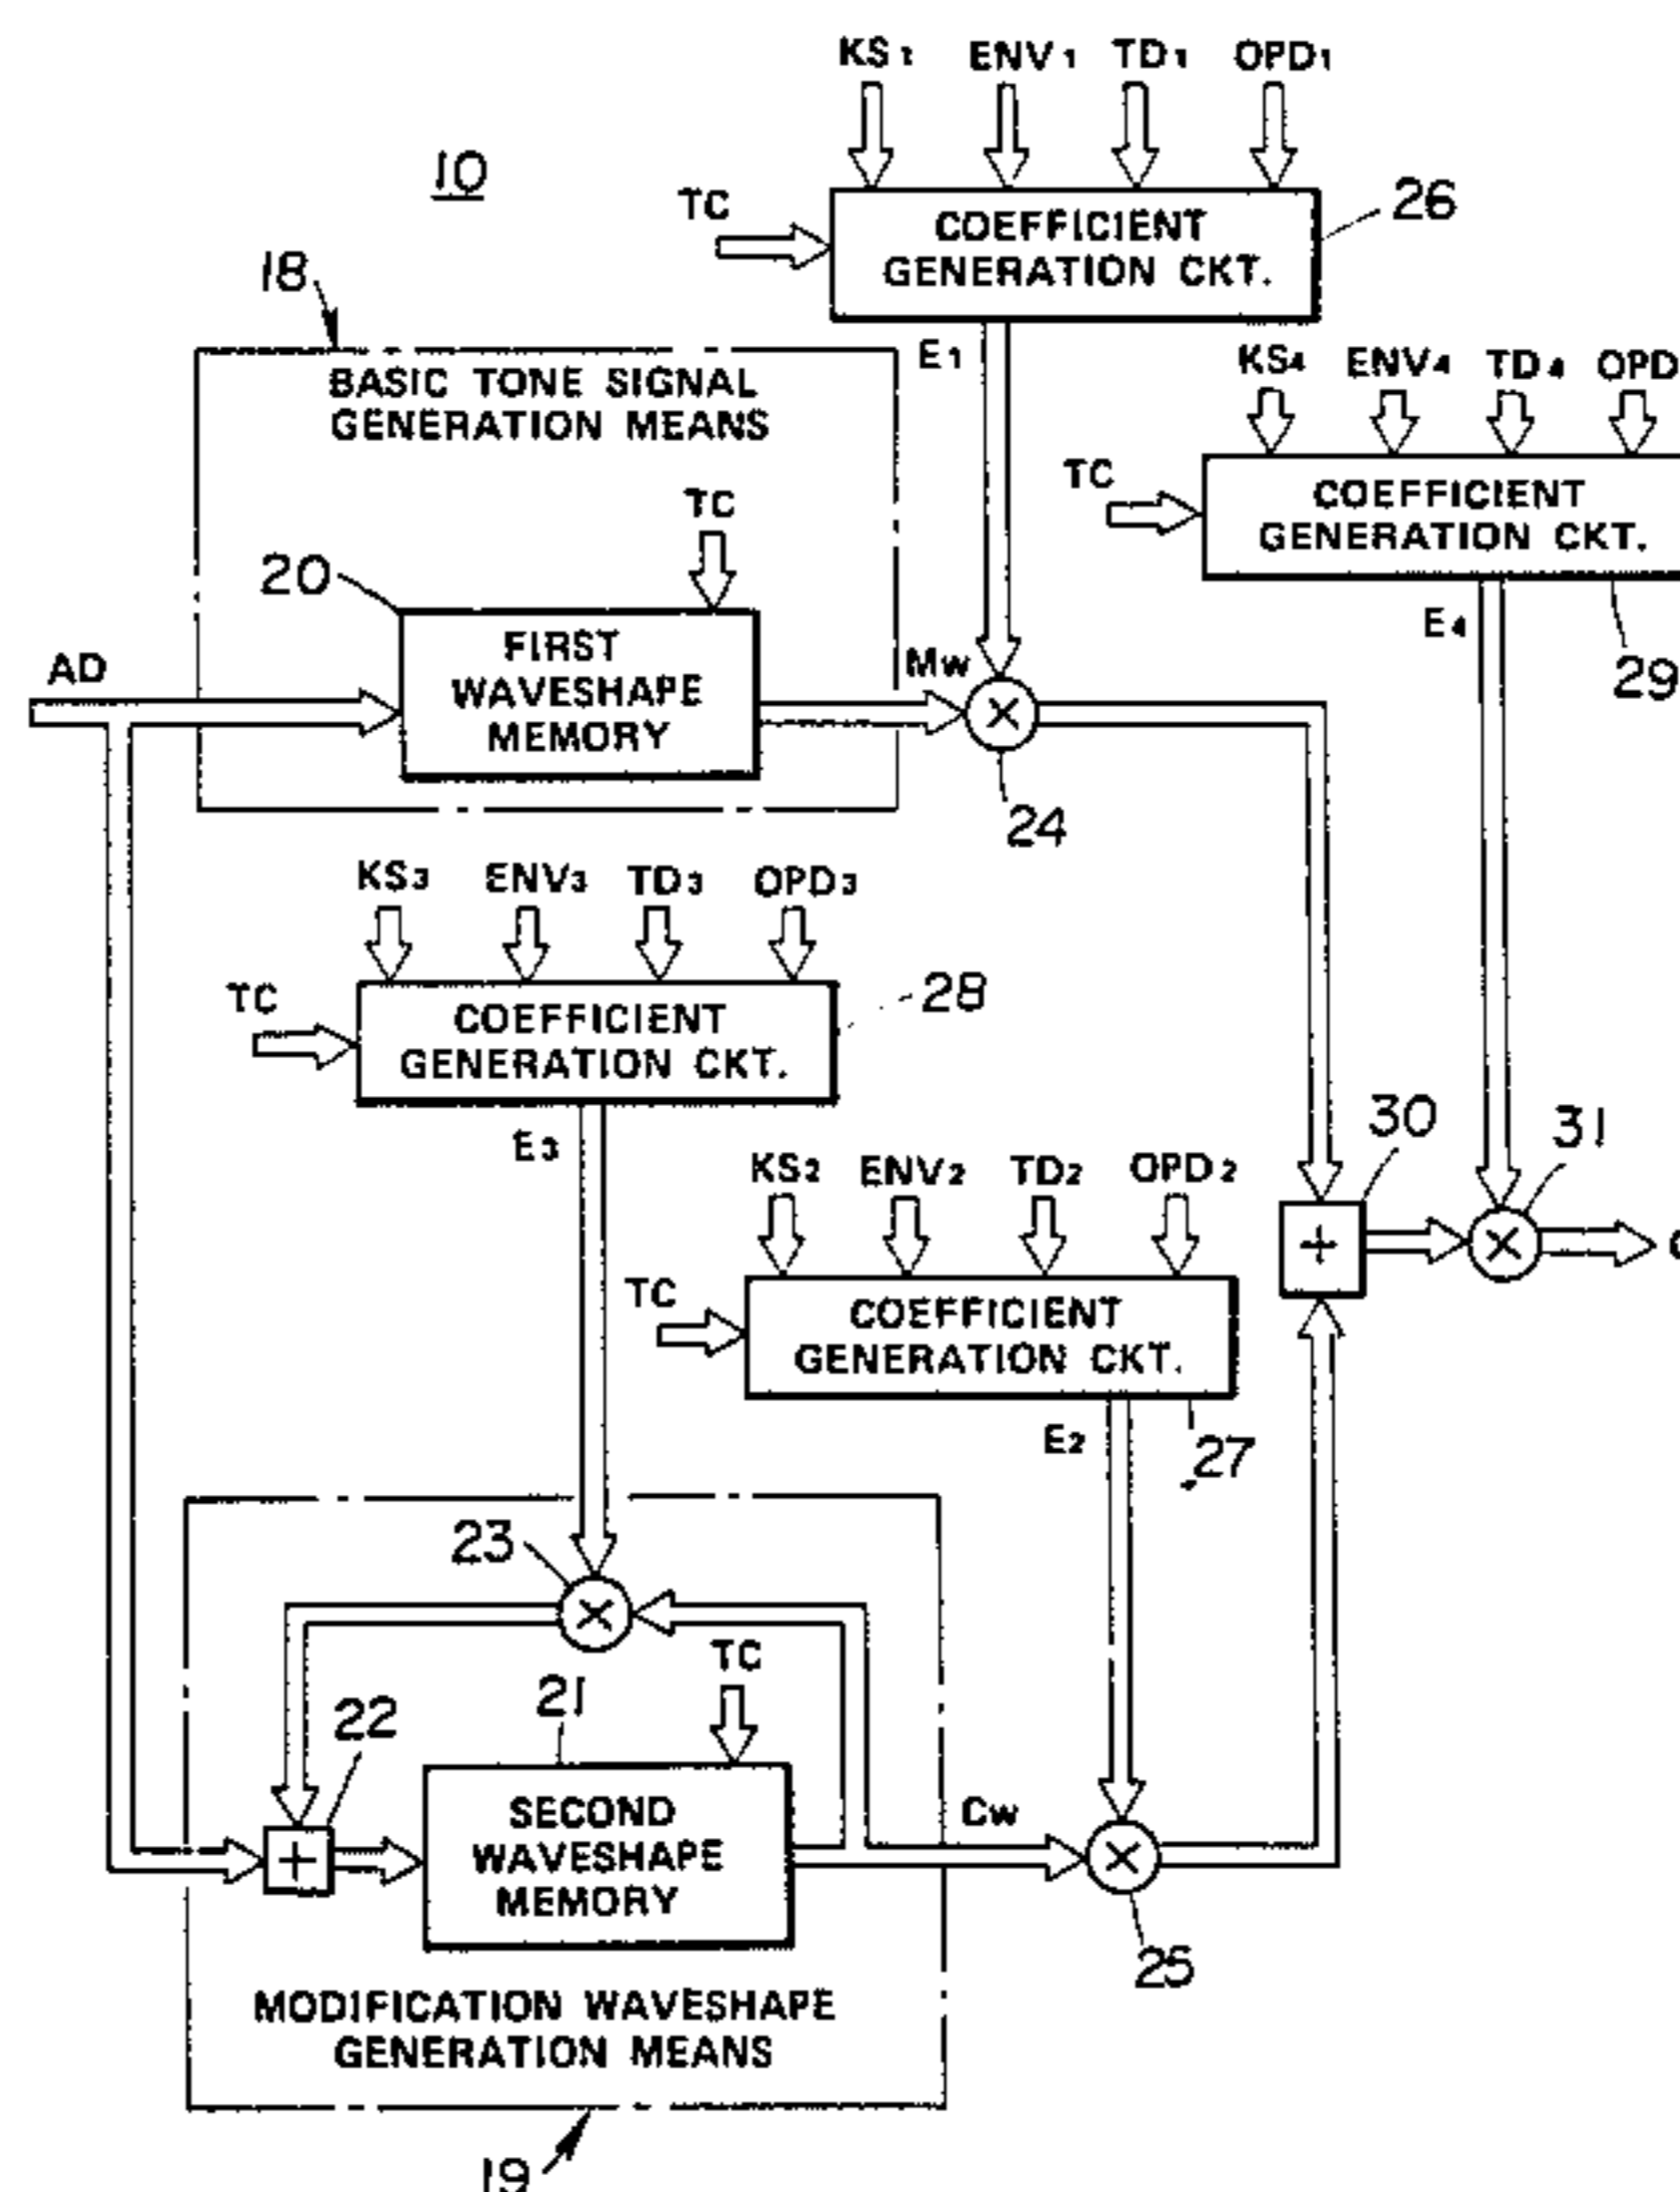 KS1 ENV1 TD1 OPD1
10
TC
COEFFICIENT
GENERATION CKT.
26
18
E1
BASIC TONE SIGNAL
GENERATION MEANS
KS4 ENV4 TD4 OPD
TC
COEFFICIENT
GENERATION CKT.
TC
20
E4
29
FIRST
WAVESHAPE
MEMORY
AD
Mw
24
KS3 ENV3 TD3 OPD3
TC
COEFFICIENT
GENERATION CKT.
28
E3
30
31
KS2 ENV2 TD2 OPD2
+
×
TC
COEFFICIENT
GENERATION CKT.
E2
27
23
×
TC
21
22
SECOND
WAVESHAPE
MEMORY
+
Cw
×
25
MODIFICATION WAVESHAPE
GENERATION MEANS
19